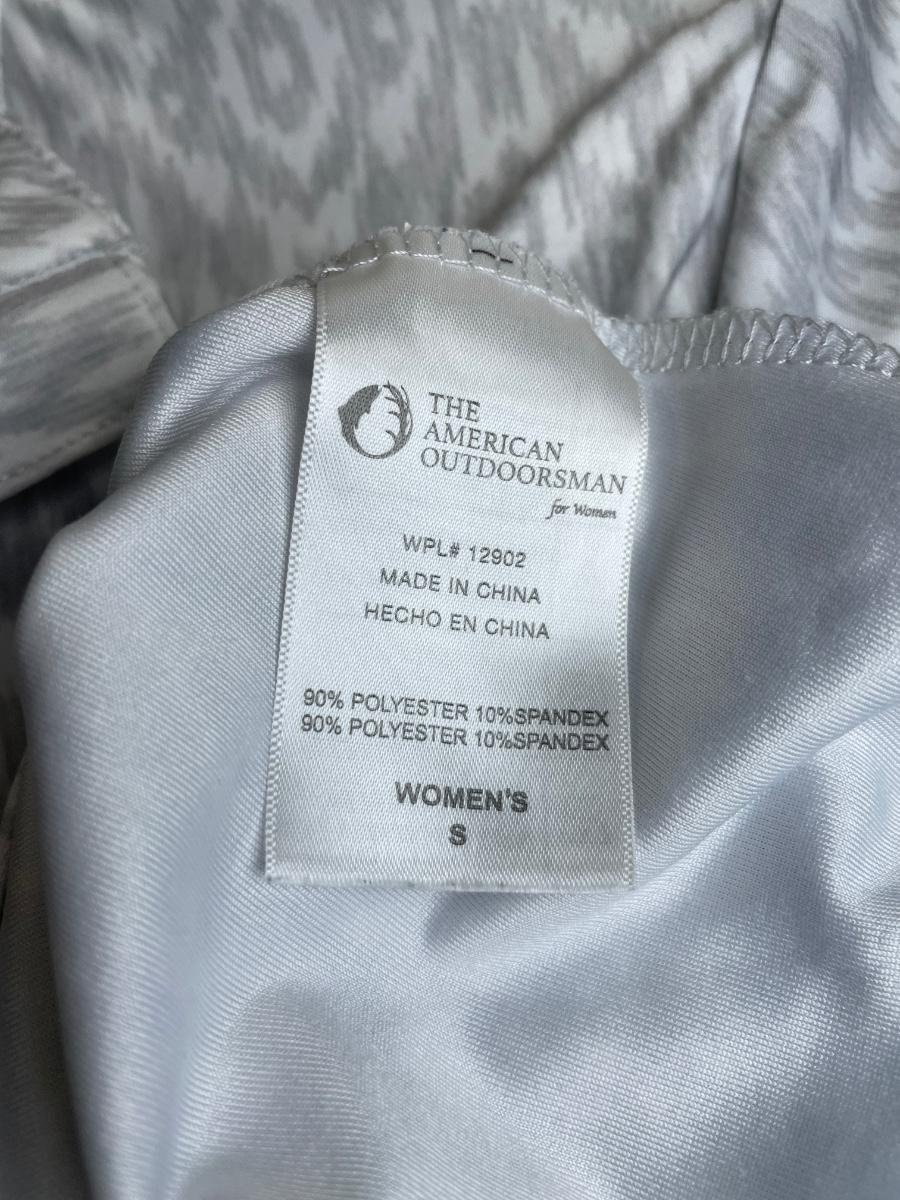 THE
AMERICAN
OUTDOORSMAN
for Women
WPL# 12902
MADE IN CHINA
HECHO EN CHINA
90% POLYESTER 10%SPANDEX
90% POLYESTER 10%SPANDEX
WOMEN'S
S